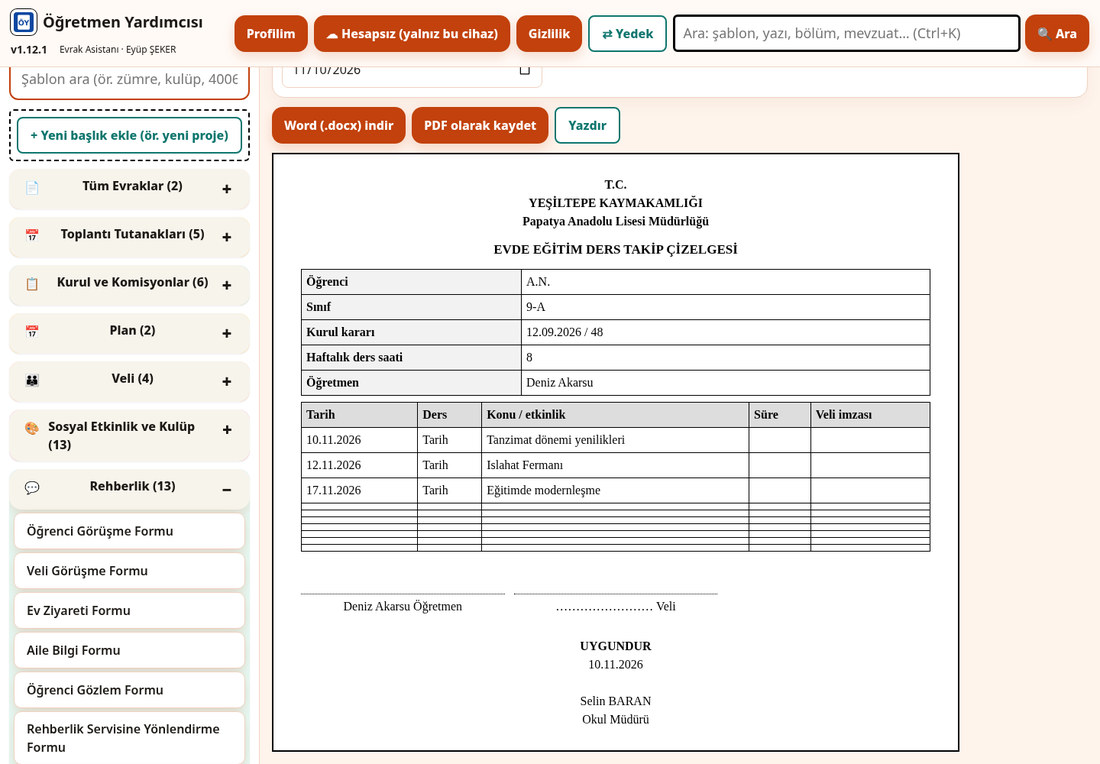 ÖY
Öğretmen Yardımcısı
v1.12.1 Evrak Asistanı · Eyüp ŞEKER
Profilim
☁ Hesapsız (yalnız bu cihaz)
Gizlilik
⇄ Yedek
Ara: şablon, yazı, bölüm, mevzuat... (Ctrl+K)
🔍 Ara
Şablon ara (ör. zümre, kulüp, 4006
+ Yeni başlık ekle (ör. yeni proje)
Tüm Evraklar (2) +
Toplantı Tutanakları (5) +
Kurul ve Komisyonlar (6) +
Plan (2) +
Veli (4) +
Sosyal Etkinlik ve Kulüp (13) +
Rehberlik (13) −
Öğrenci Görüşme Formu
Veli Görüşme Formu
Ev Ziyareti Formu
Aile Bilgi Formu
Öğrenci Gözlem Formu
Rehberlik Servisine Yönlendirme
Formu
11/10/2026
Word (.docx) indir
PDF olarak kaydet
Yazdır
T.C.
YEŞİLTEPE KAYMAKAMLIĞI
Papatya Anadolu Lisesi Müdürlüğü
EVDE EĞİTİM DERS TAKİP ÇİZELGESİ
Öğrenci A.N.
Sınıf 9-A
Kurul kararı 12.09.2026 / 48
Haftalık ders saati 8
Öğretmen Deniz Akarsu
Tarih Ders Konu / etkinlik Süre Veli imzası
10.11.2026 Tarih Tanzimat dönemi yenilikleri
12.11.2026 Tarih Islahat Fermanı
17.11.2026 Tarih Eğitimde modernleşme
Deniz Akarsu Öğretmen
…………………… Veli
UYGUNDUR
10.11.2026
Selin BARAN
Okul Müdürü